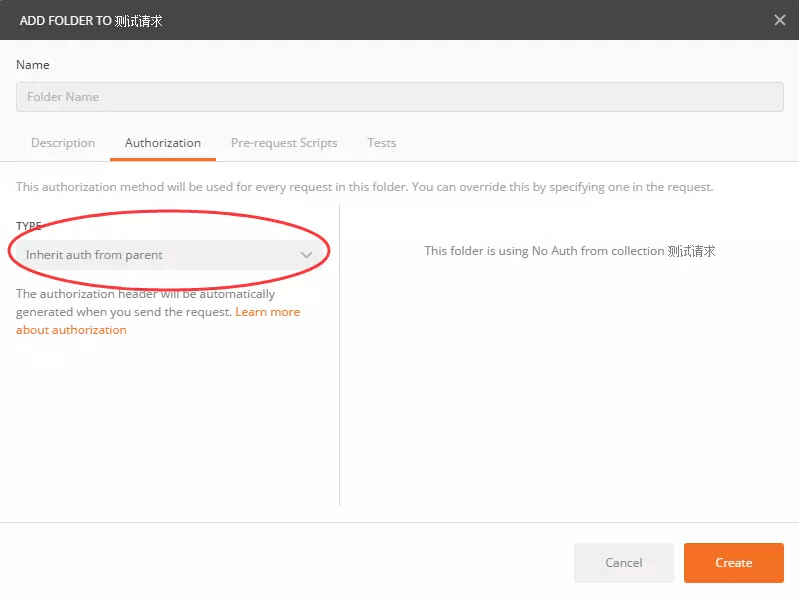 ADD FOLDER TO 测试请求
Name
Folder Name
Description Authorization Pre-request Scripts Tests
This authorization method will be used for every request in this folder. You can override this by specifying one in the request.
TYPE
Inherit auth from parent
The authorization header will be automatically
generated when you send the request. Learn more
about authorization
This folder is using No Auth from collection 测试请求
Cancel Create